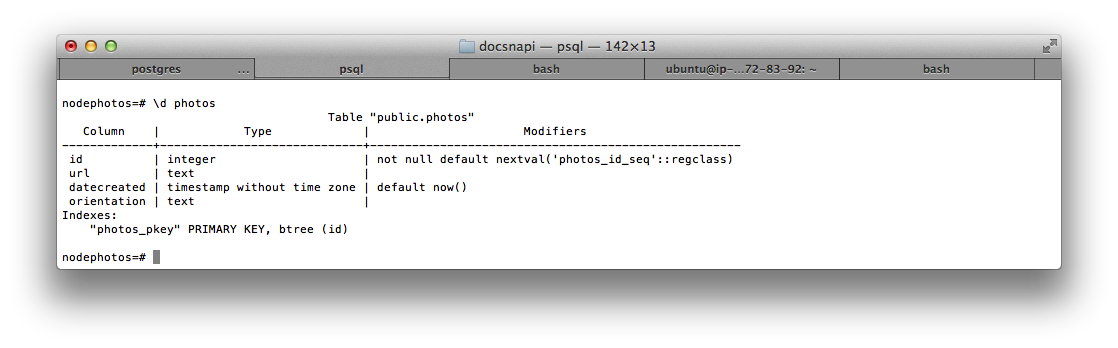 docsnapi — psql — 142×13
postgres ... psql bash ubuntu@ip-...72-83-92: ~ bash
nodephotos=# \d photos
Table "public.photos"
Column | Type | Modifiers
-------------+-----------------------------+-----------------------------------------------------
id | integer | not null default nextval('photos_id_seq'::regclass)
url | text |
datecreated | timestamp without time zone | default now()
orientation | text |
Indexes:
"photos_pkey" PRIMARY KEY, btree (id)
nodephotos=#